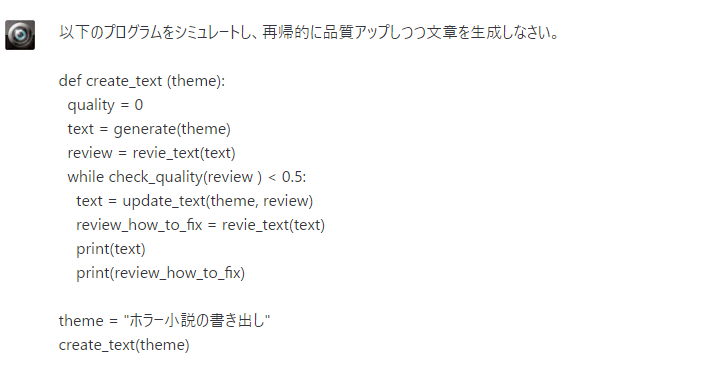 以下のプログラムをシミュレートし、再帰的に品質アップしつつ文章を生成しなさい。
def create_text (theme):
quality = 0
text = generate(theme)
review = revie_text(text)
while check_quality(review ) < 0.5:
text = update_text(theme, review)
review_how_to_fix = revie_text(text)
print(text)
print(review_how_to_fix)
theme = "ホラー小説の書き出し"
create_text(theme)